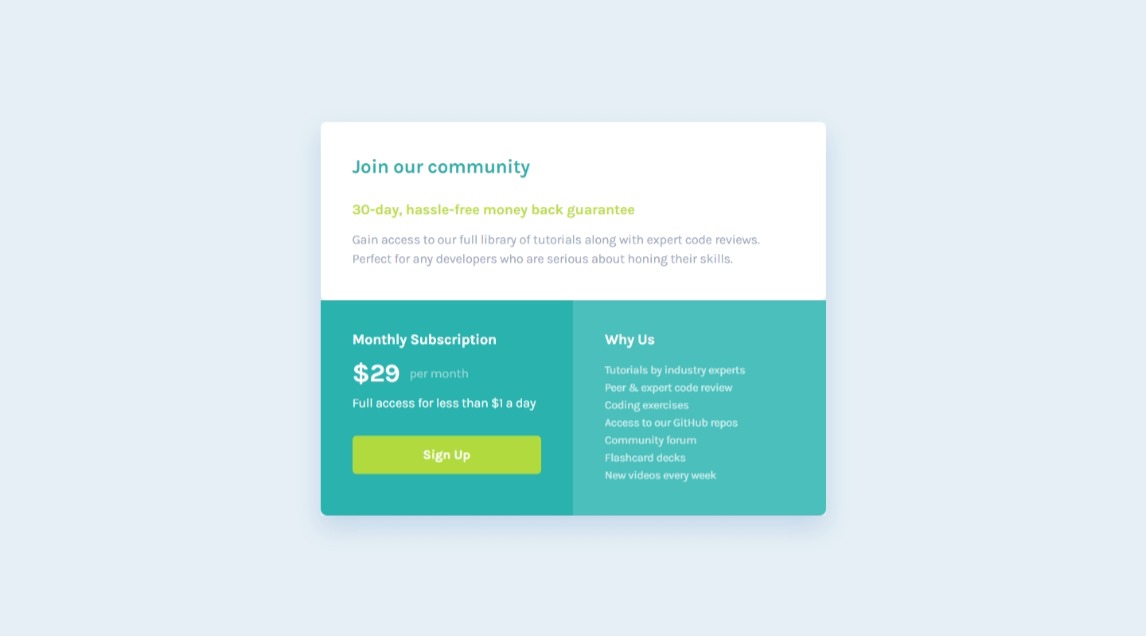 Join our community
30-day, hassle-free money back guarantee
Gain access to our full library of tutorials along with expert code reviews.
Perfect for any developers who are serious about honing their skills.
Monthly Subscription
$29 per month
Full access for less than $1 a day
Sign Up
Why Us
Tutorials by industry experts
Peer & expert code review
Coding exercises
Access to our GitHub repos
Community forum
Flashcard decks
New videos every week